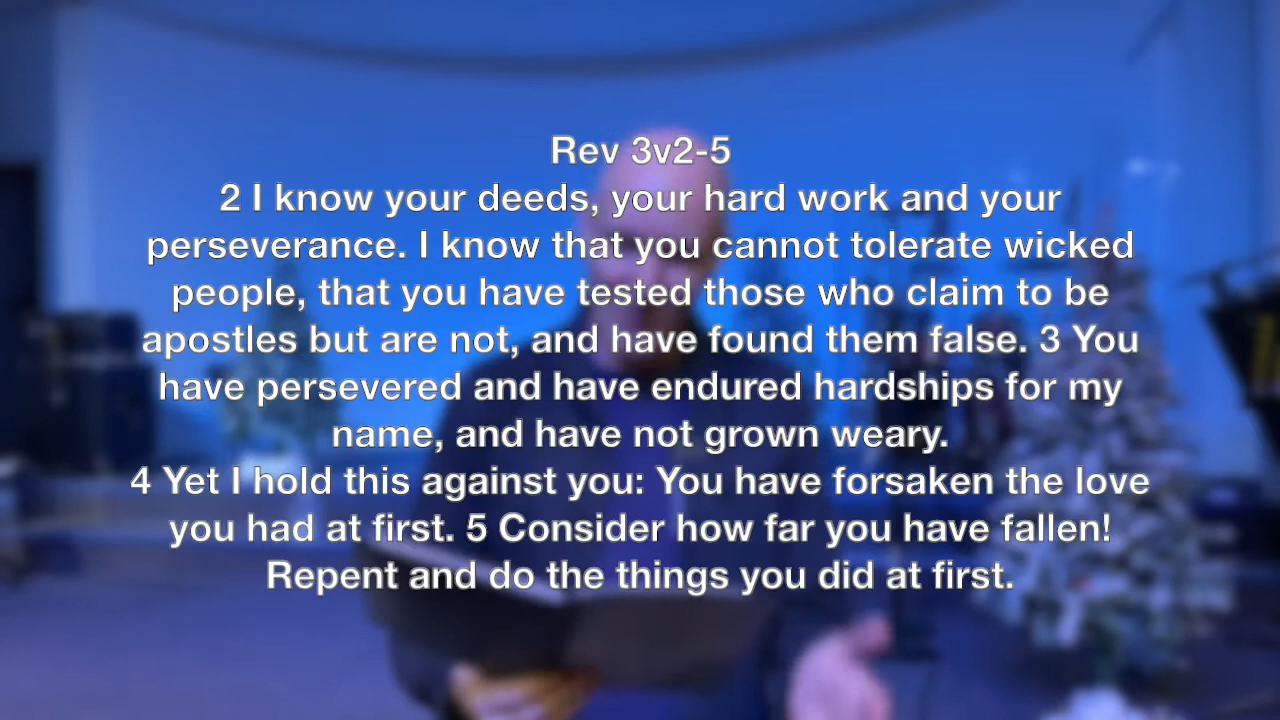 Rev 3v2-5
2 I know your deeds, your hard work and your
perseverance. I know that you cannot tolerate wicked
people, that you have tested those who claim to be
apostles but are not, and have found them false. 3 You
have persevered and have endured hardships for my
name, and have not grown weary.
4 Yet I hold this against you: You have forsaken the love
you had at first. 5 Consider how far you have fallen!
Repent and do the things you did at first.